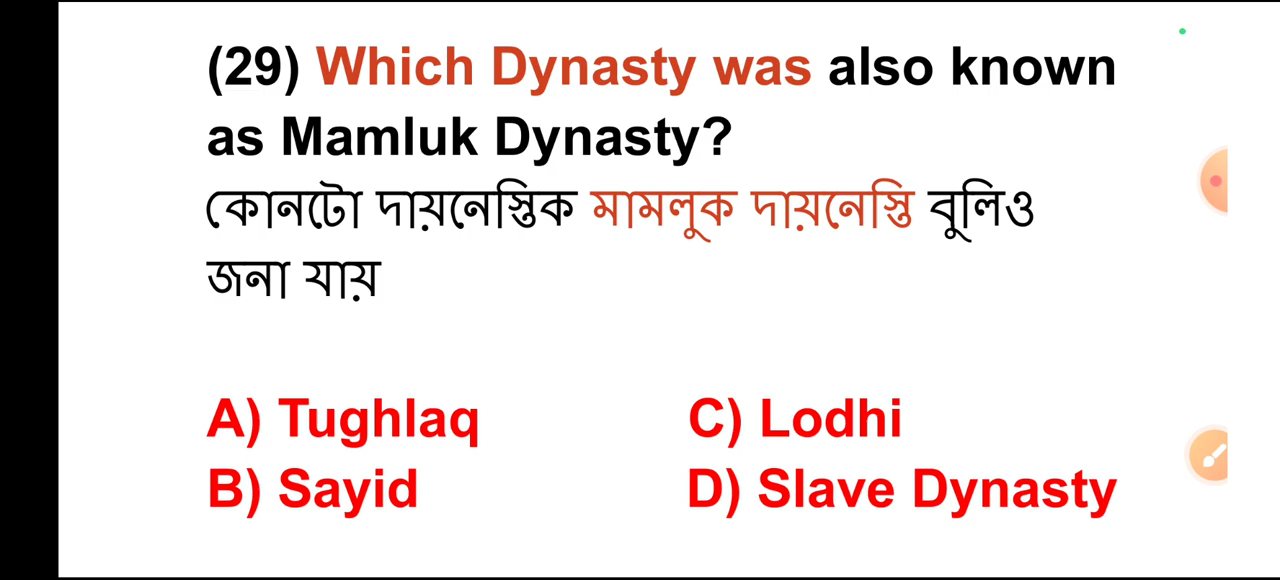 (29) Which Dynasty was also known
as Mamluk Dynasty?
কোনটো দায়নেস্তিক মামলুক দায়নেস্তি বুলিও
জনা যায়
A) Tughlaq C) Lodhi
B) Sayid D) Slave Dynasty